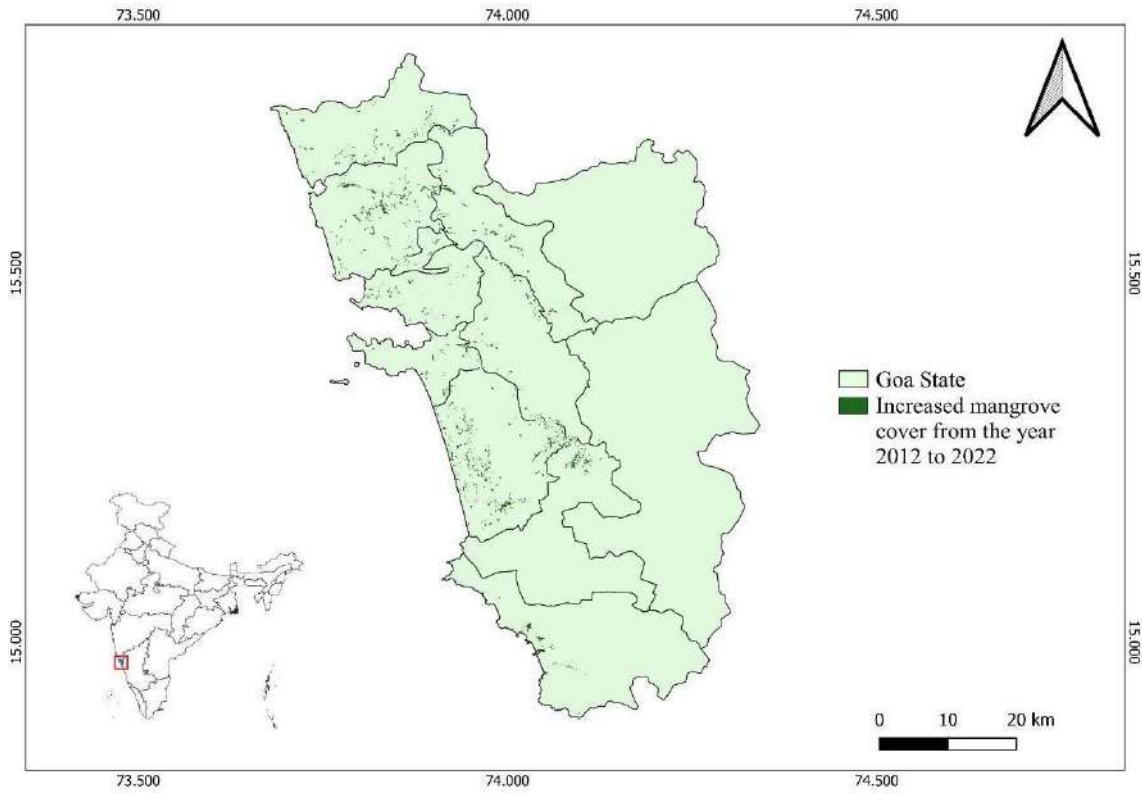 73.500 74.000 74.500
15.500 15.500
Goa State
Increased mangrove
cover from the year
2012 to 2022
15.000 15.000
0 10 20 km
73.500 74.000 74.500